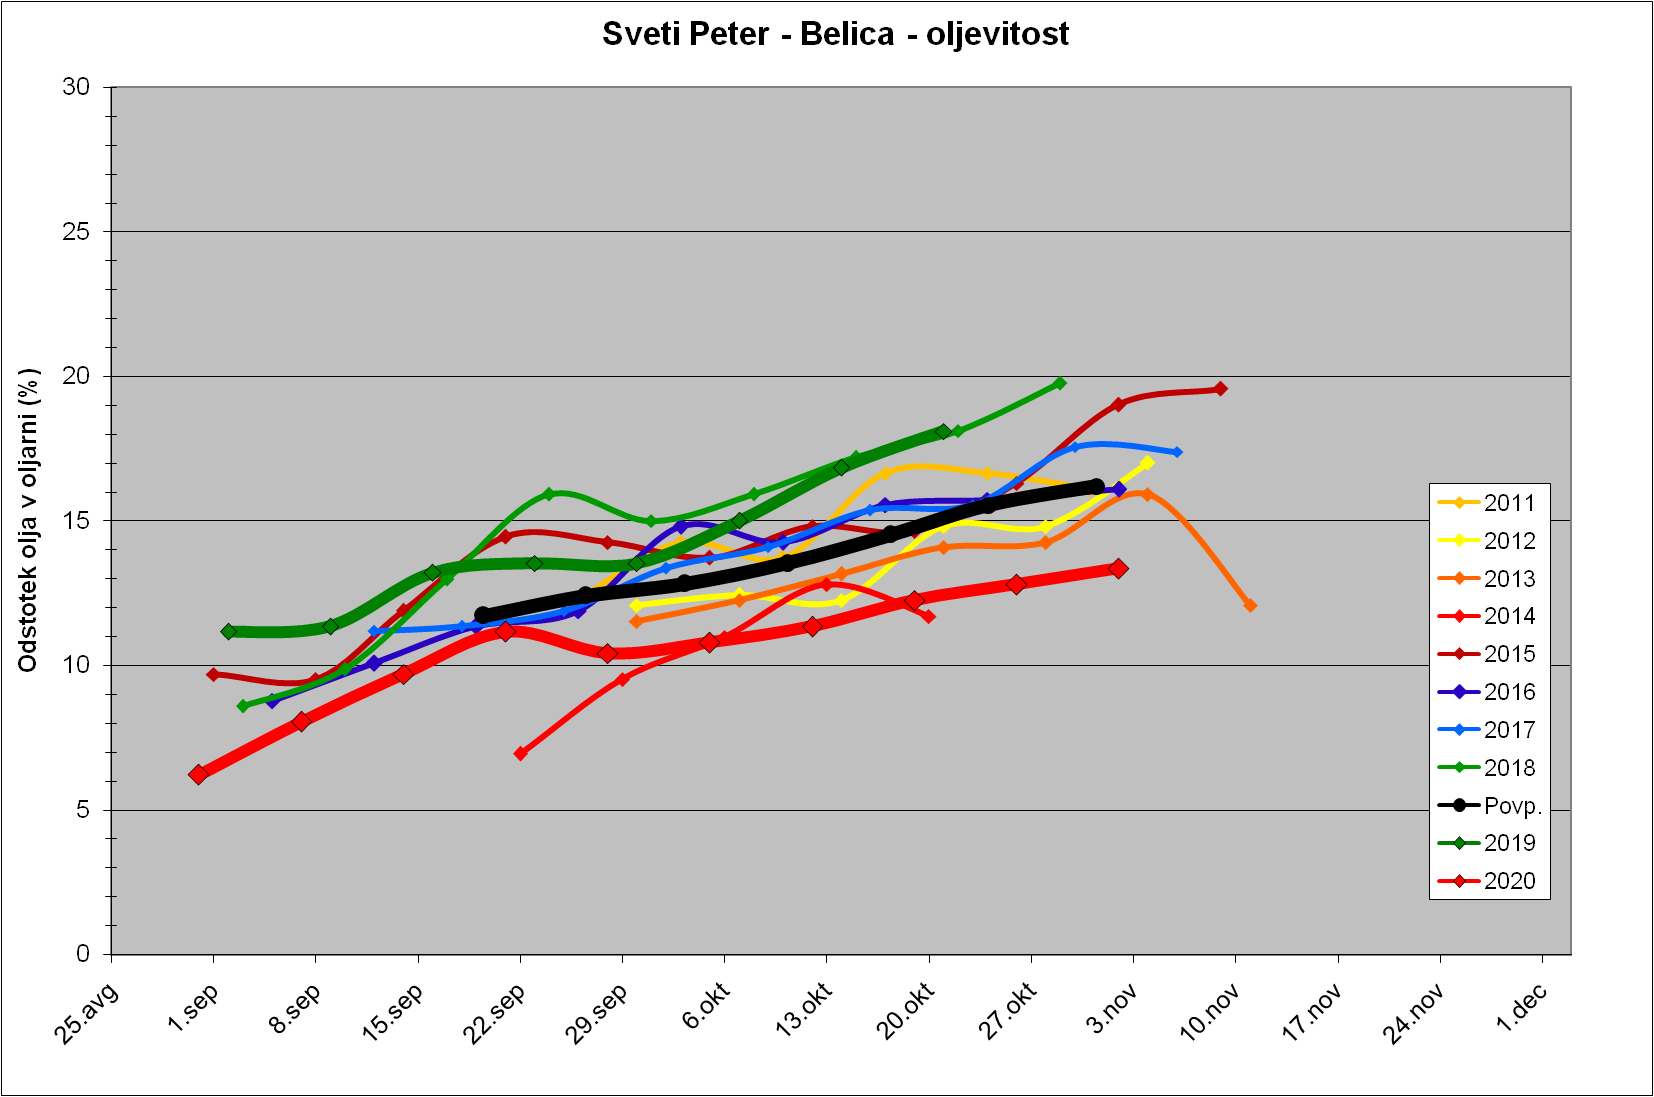 Sveti Peter - Belica - oljevitost
Odstotek olja v oljarni (%)
30
25
20
15
10
5
0
25.avg
1.sep
8.sep
15.sep
22.sep
29.sep
6.okt
13.okt
20.okt
27.okt
3.nov
10.nov
17.nov
24.nov
1.dec
2011
2012
2013
2014
2015
2016
2017
2018
Povp.
2019
2020